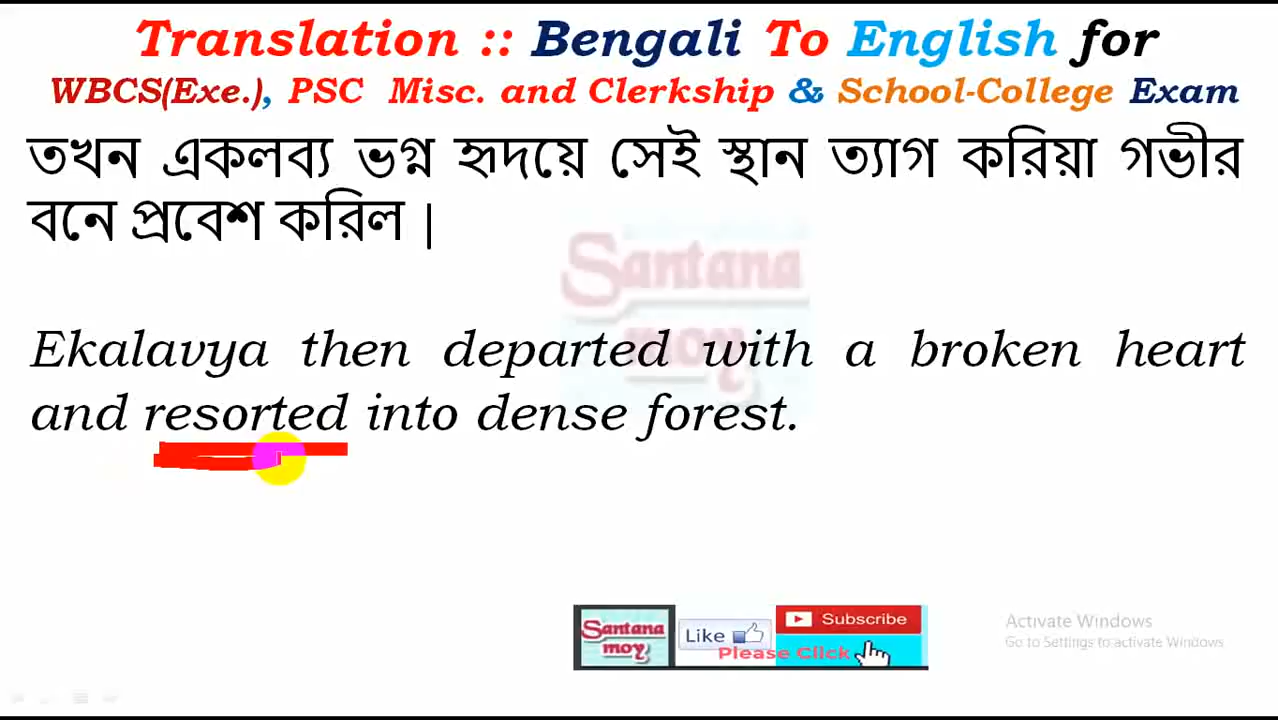 Translation :: Bengali To English for
WBCS(Exe.), PSC Misc. and Clerkship & School-College Exam
তখন একলব্য ভগ্ন হৃদয়ে সেই স্থান ত্যাগ করিয়া গভীর
বনে প্রবেশ করিল |
Santana
moy
Ekalavya then departed with a broken heart
and resorted into dense forest.
Santana
moy
Like
Subscribe
Please Click
Activate Windows
Go to Settings to activate Windows